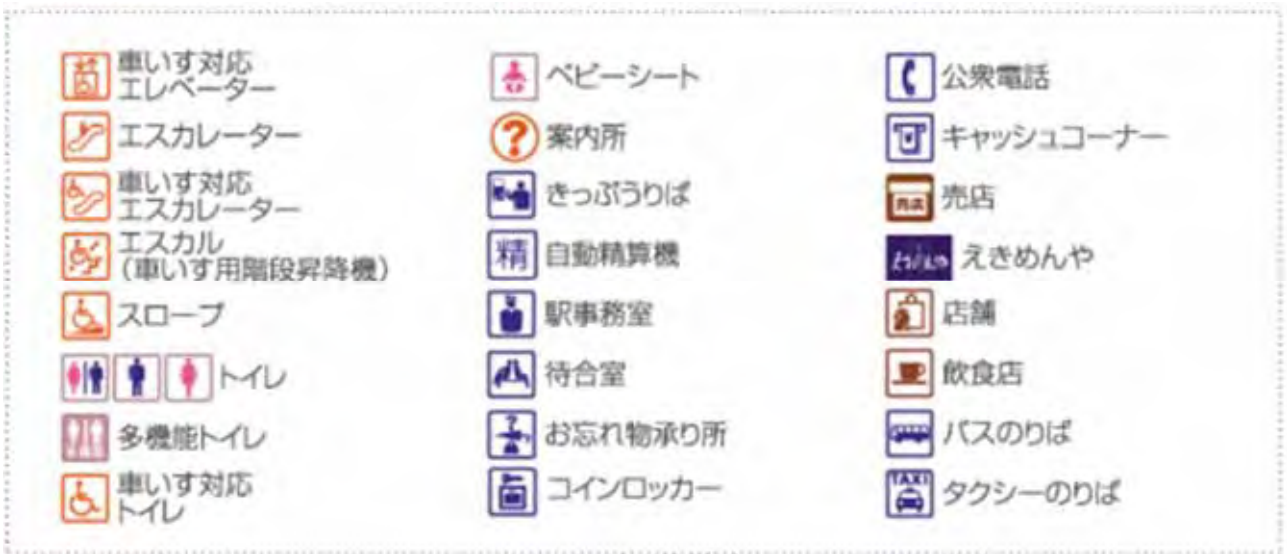 車いす対応
エレベーター
エスカレーター
車いす対応
エスカレーター
エスカル
（車いす用階段昇降機）
スロープ
トイレ
多機能トイレ
車いす対応
トイレ
ベビーシート
? 案内所
きっぷうりば
精 自動精算機
駅事務室
待合室
お忘れ物承り所
コインロッカー
公衆電話
キャッシュコーナー
売店 売店
えきめんや
店舗
飲食店
バスのりば
TAXI
タクシーのりば